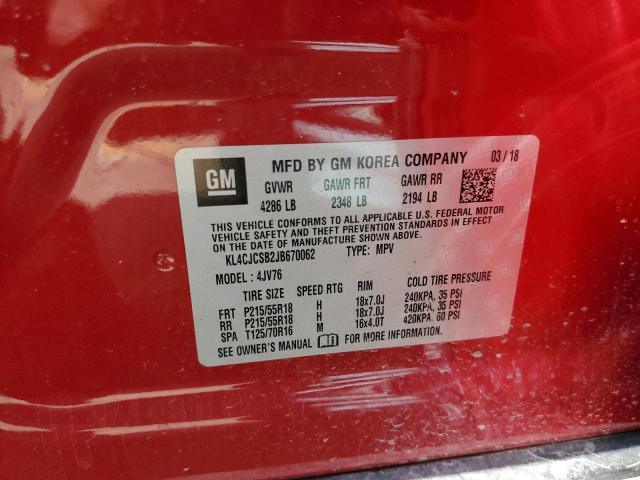 GM
MFD BY GM KOREA COMPANY 03 / 18
GVWR GAWR FRT GAWR RR
4286 LB 2348 LB 2194 LB
THIS VEHICLE CONFORMS TO ALL APPLICABLE U.S. FEDERAL MOTOR
VEHICLE SAFETY AND THEFT PREVENTION STANDARDS IN EFFECT
ON THE DATE OF MANUFACTURE SHOWN ABOVE.
KL4CJCSB2JB670062 TYPE: MPV
MODEL: 4JV76
TIRE SIZE SPEED RTG RIM COLD TIRE PRESSURE
FRT P215/55R18 H 18x7.0J 240KPA, 35 PSI
RR P215/55R18 H 18x7.0J 240KPA, 35 PSI
SPA T125/70R16 M 16x4.0T 420KPA, 60 PSI
SEE OWNER'S MANUAL FOR MORE INFORMATION.